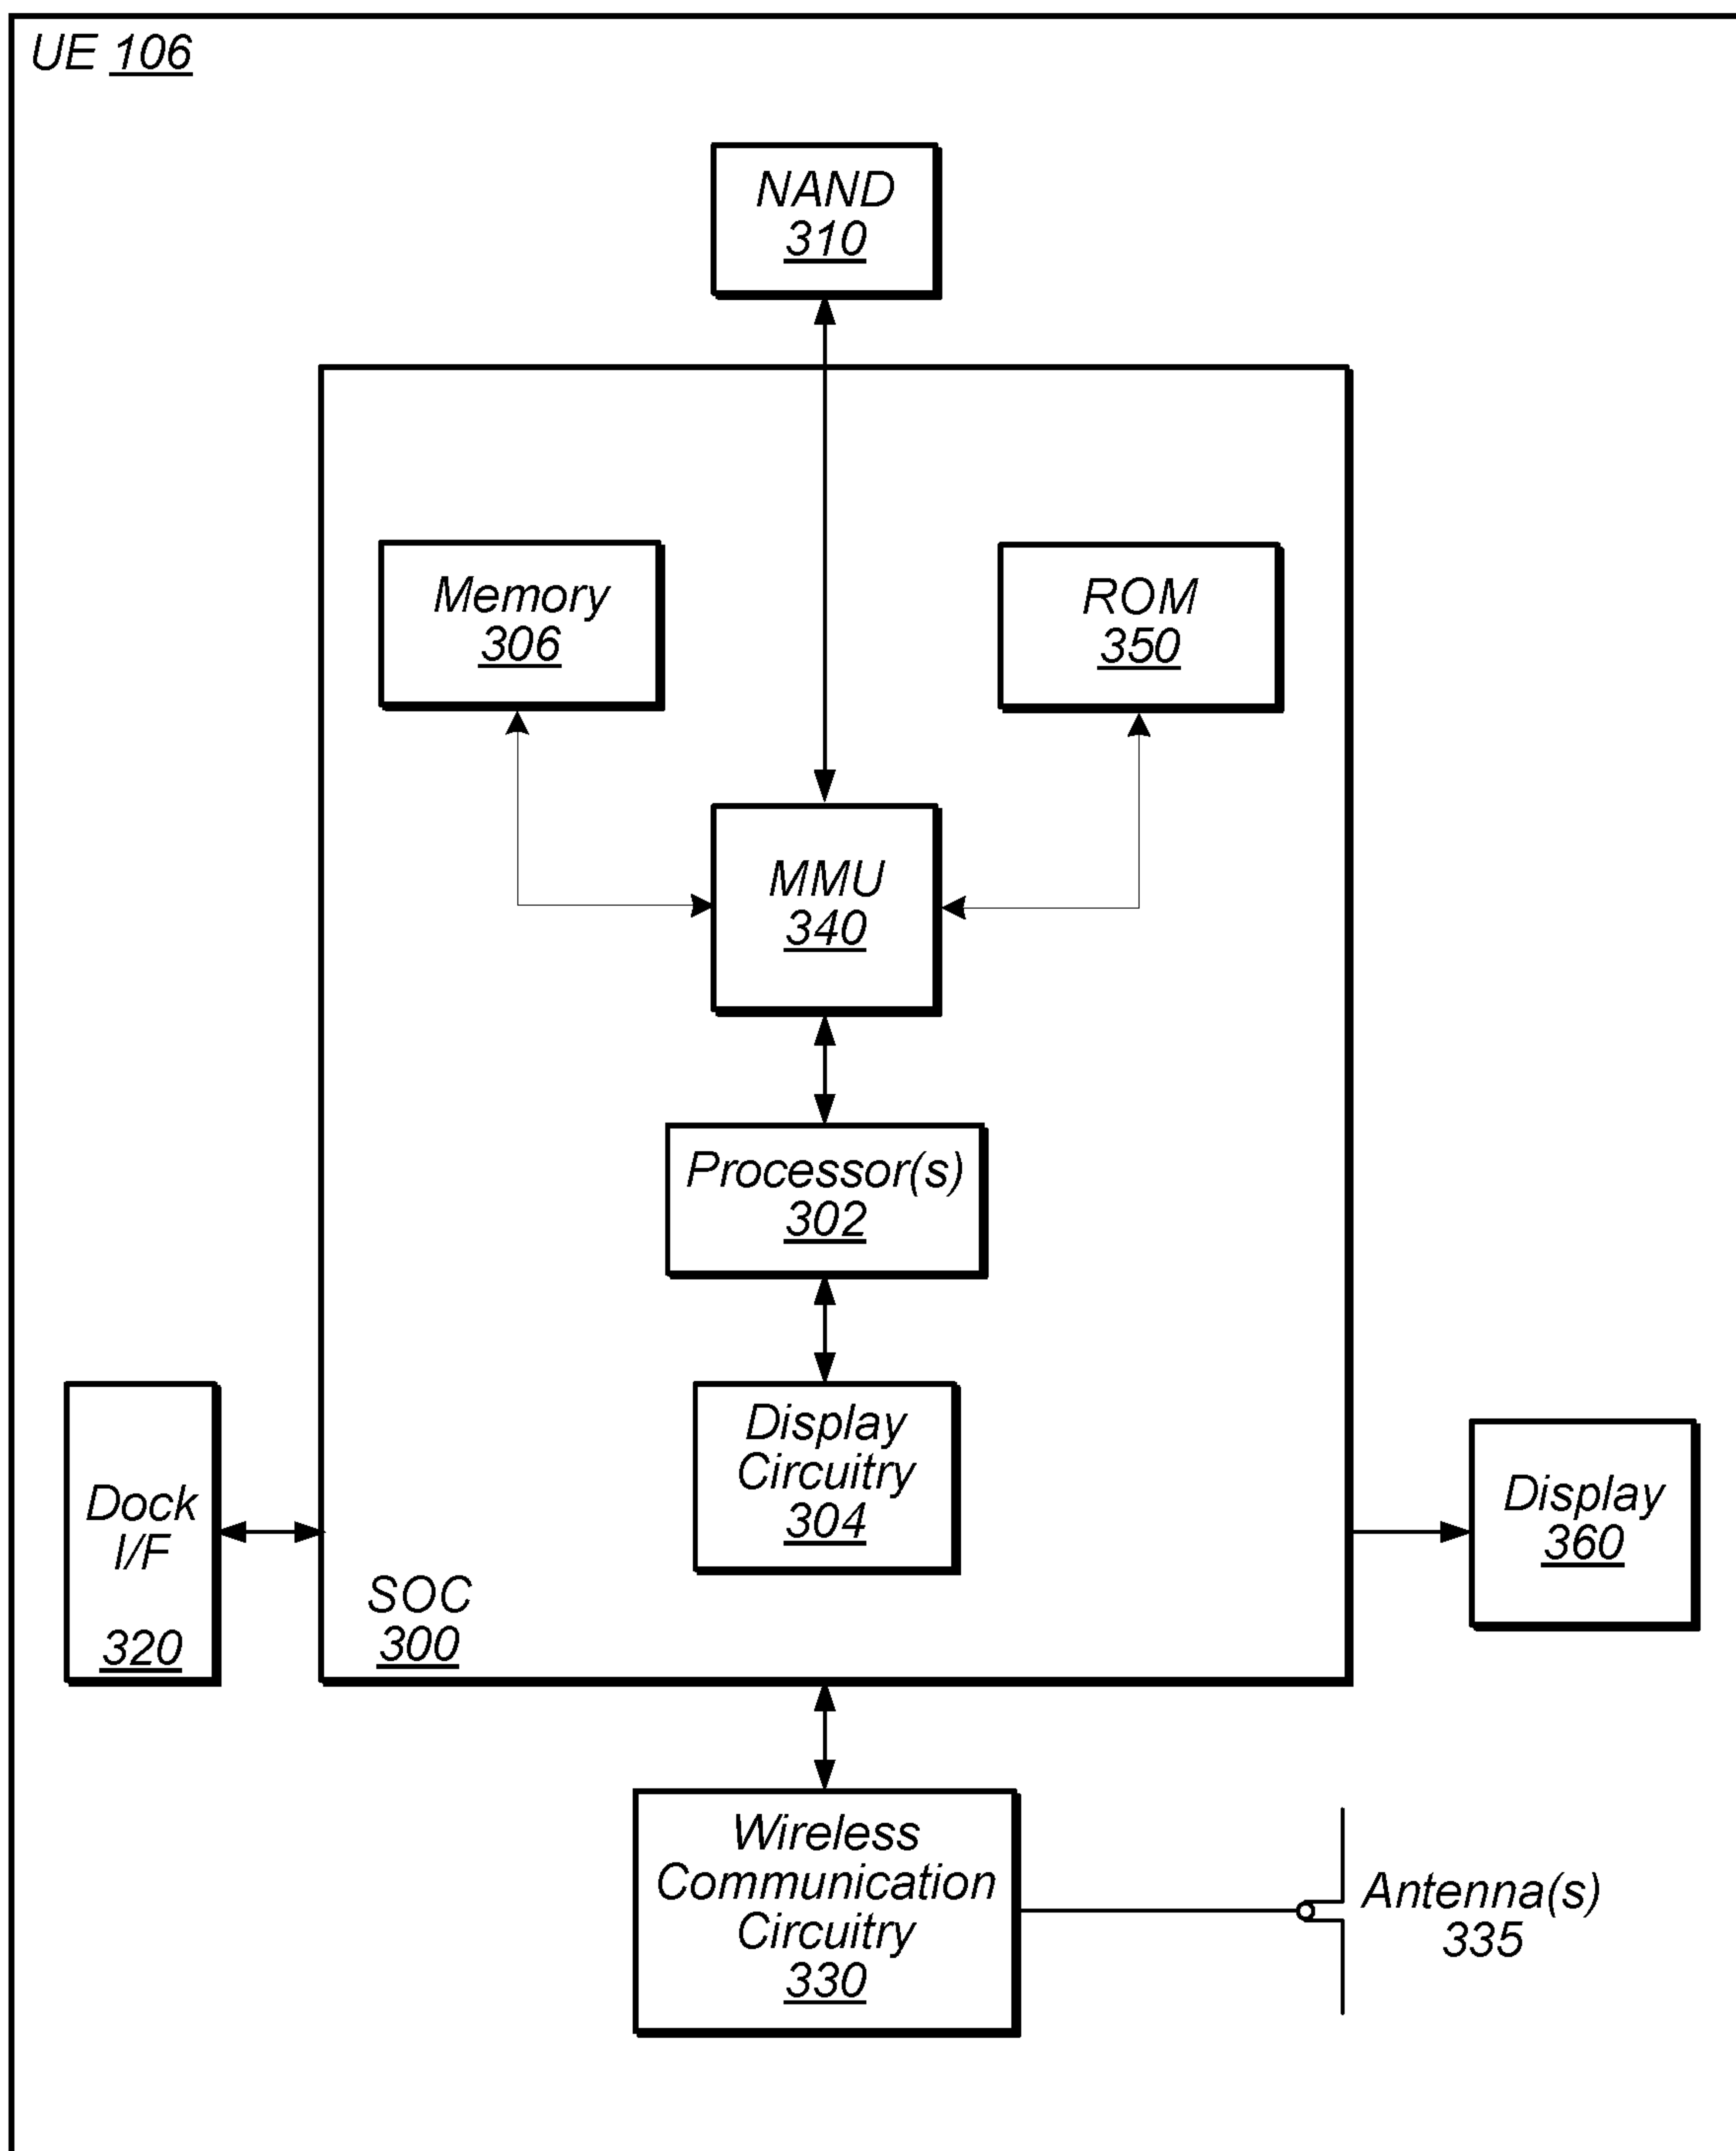 UE 106
NAND
310
Memory
306
ROM
350
MMU
340
Processor(s)
302
Display
Circuitry
304
Dock
I/F
320
SOC
300
Display
360
Wireless
Communication
Circuitry
330
Antenna(s)
335